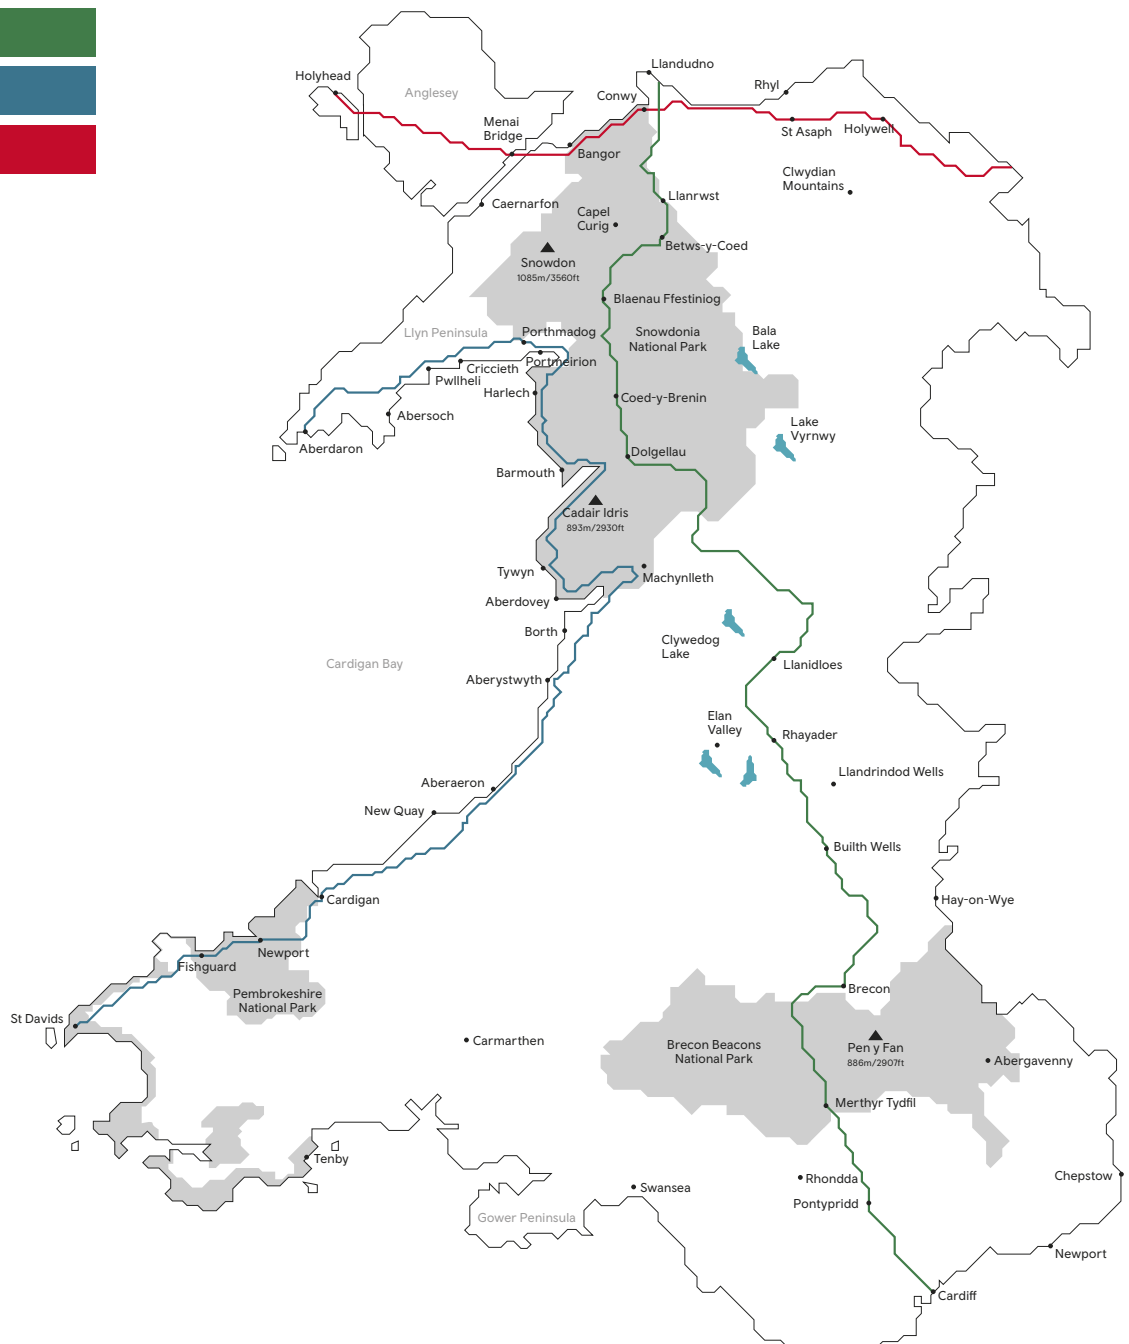 Llandudno
Holyhead
Rhyl
Anglesey
Conwy
Menai
Bridge
St Asaph
Holywell
Bangor
Clwydian
Mountains
Llanrwst
Caernarfon
Capel
Curig
Betws-y-Coed
Snowdon
1085m/3560ft
Blaenau Ffestiniog
Llyn Peninsula
Porthmadog
Snowdonia
National Park
Bala
Lake
Portmeirion
Criccieth
Pwllheli
Harlech
Coed-y-Brenin
Abersoch
Lake
Vyrnwy
Aberdaron
Dolgellau
Barmouth
Cadair Idris
893m/2930ft
Tywyn
Machynlleth
Aberdovey
Borth
Clywedog
Lake
Cardigan Bay
Llanidloes
Aberystwyth
Elan
Valley
Rhayader
Llandrindod Wells
Aberaeron
New Quay
Builth Wells
Cardigan
Hay-on-Wye
Newport
Fishguard
Pembrokeshire
National Park
Brecon
St Davids
Carmarthen
Brecon Beacons
National Park
Pen y Fan
886m/2907ft
Abergavenny
Merthyr Tydfil
Tenby
Rhondda
Chepstow
Swansea
Pontypridd
Gower Peninsula
Newport
Cardiff